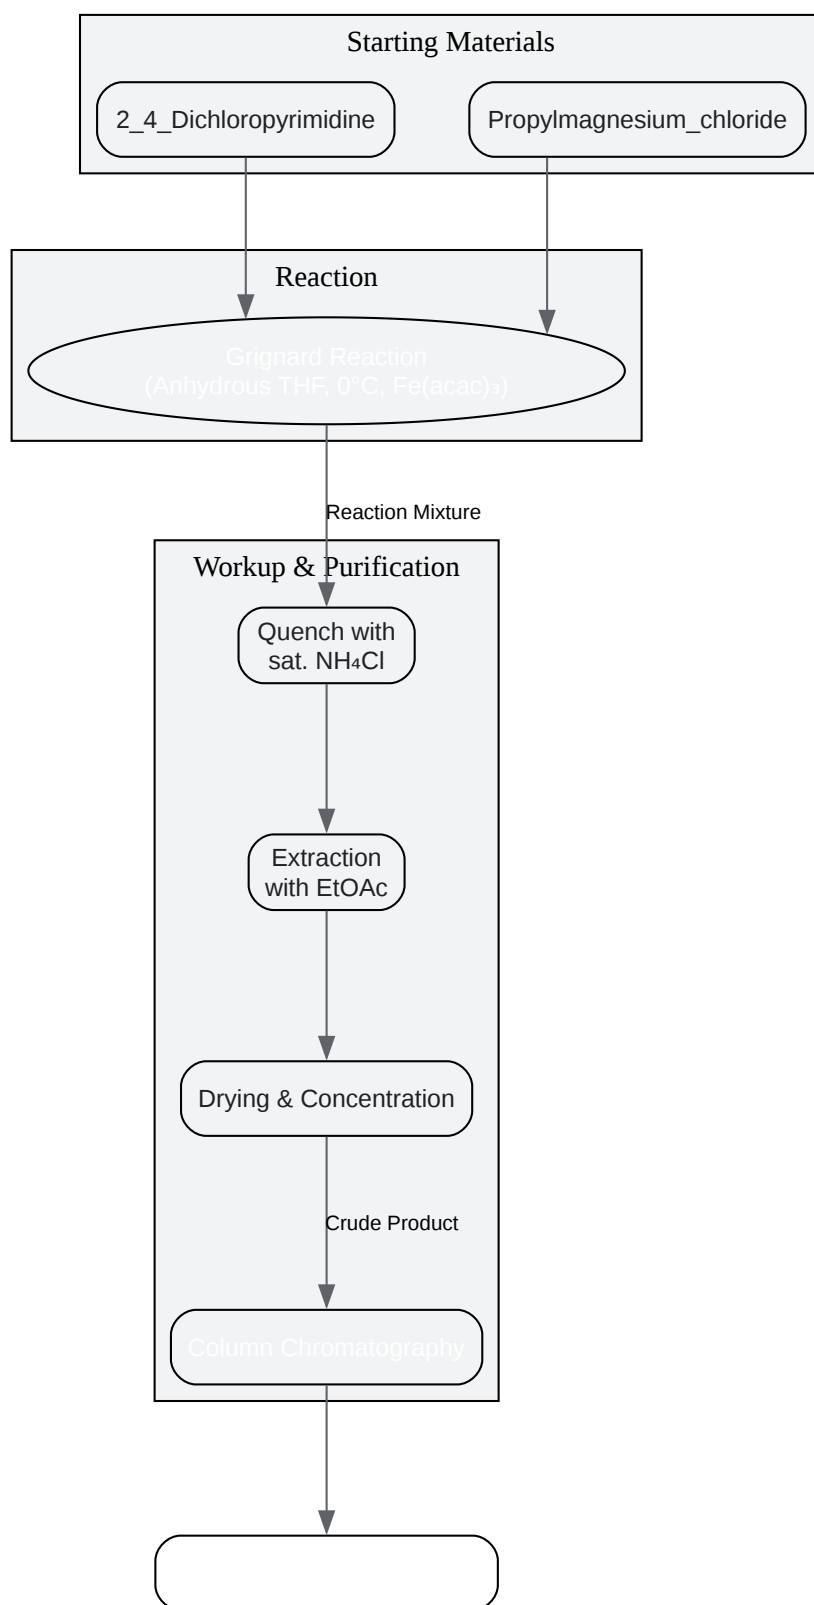 Starting Materials
2_4_Dichloropyrimidine
Propylmagnesium_chloride
Reaction
Grignard Reaction
(Anhydrous THF, 0°C, Fe(acac)₃)
Reaction Mixture
Workup & Purification
Quench with
sat. NH₄Cl
Extraction
with EtOAc
Drying & Concentration
Crude Product
Column Chromatography